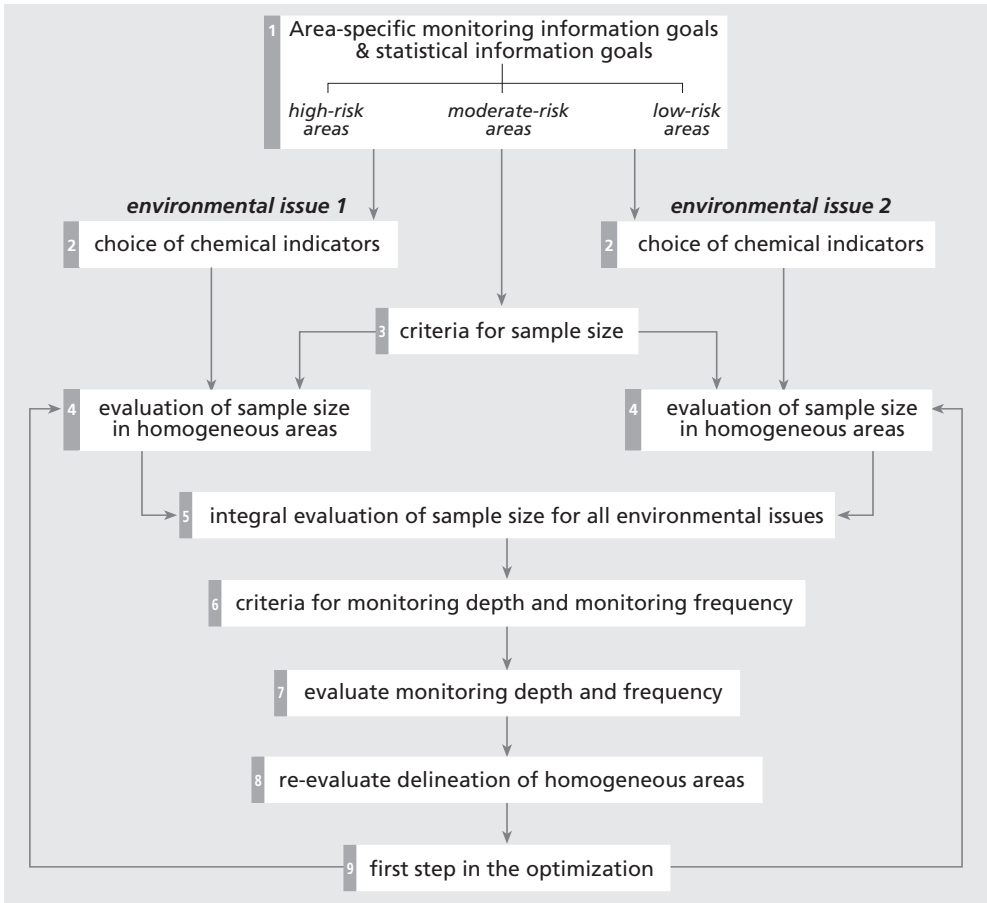 1 Area-specific monitoring information goals
& statistical information goals
high-risk
areas
moderate-risk
areas
low-risk
areas
environmental issue 1
2 choice of chemical indicators
environmental issue 2
2 choice of chemical indicators
3 criteria for sample size
4 evaluation of sample size
in homogeneous areas
4 evaluation of sample size
in homogeneous areas
5 integral evaluation of sample size for all environmental issues
6 criteria for monitoring depth and monitoring frequency
7 evaluate monitoring depth and frequency
8 re-evaluate delineation of homogeneous areas
9 first step in the optimization